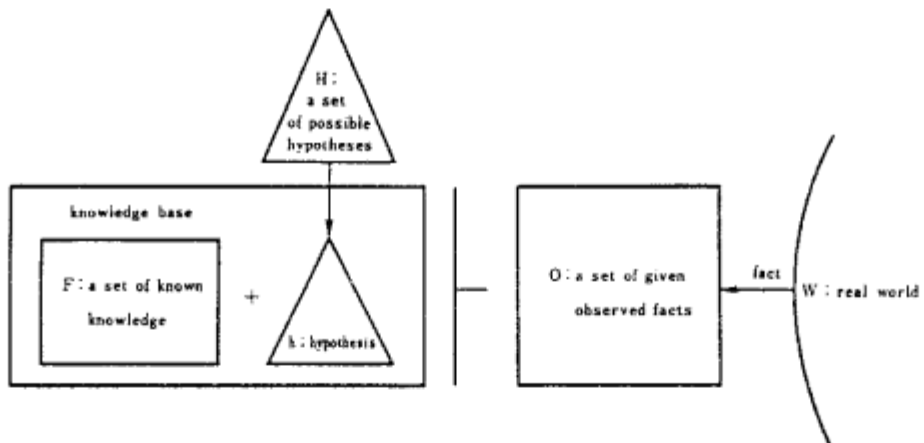 H:
a set
of possible
hypotheses
knowledge base
F: a set of known
knowledge
+
h: hypothesis
O: a set of given
observed facts
fact
W: real world